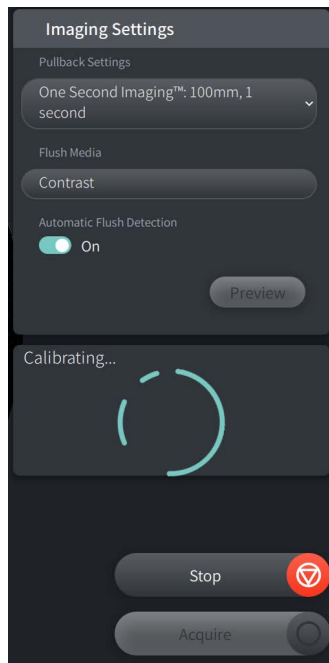 Imaging Settings
Pullback Settings
One Second Imaging™: 100mm, 1
second
Flush Media
Contrast
Automatic Flush Detection
On
Preview
Calibrating...
Stop
Acquire